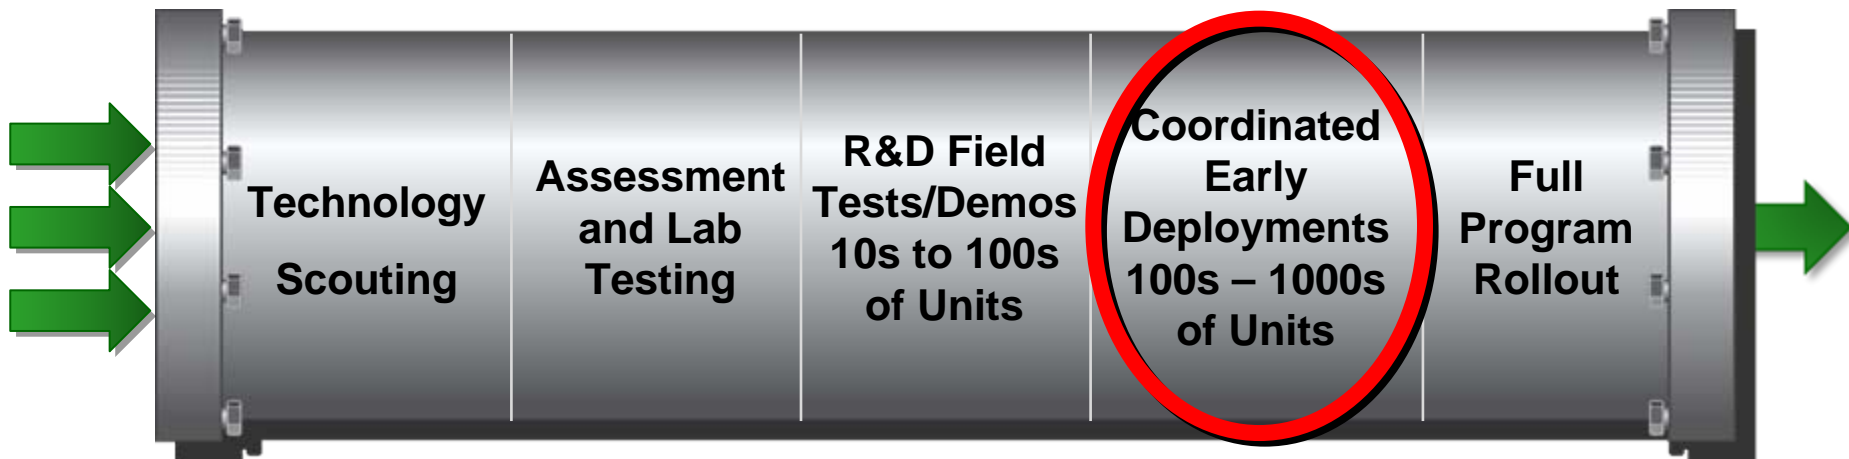 Technology
Scouting
Assessment
and Lab
Testing
R&D Field
Tests/Demos
10s to 100s
of Units
Coordinated
Early
Deployments
100s – 1000s
of Units
Full
Program
Rollout